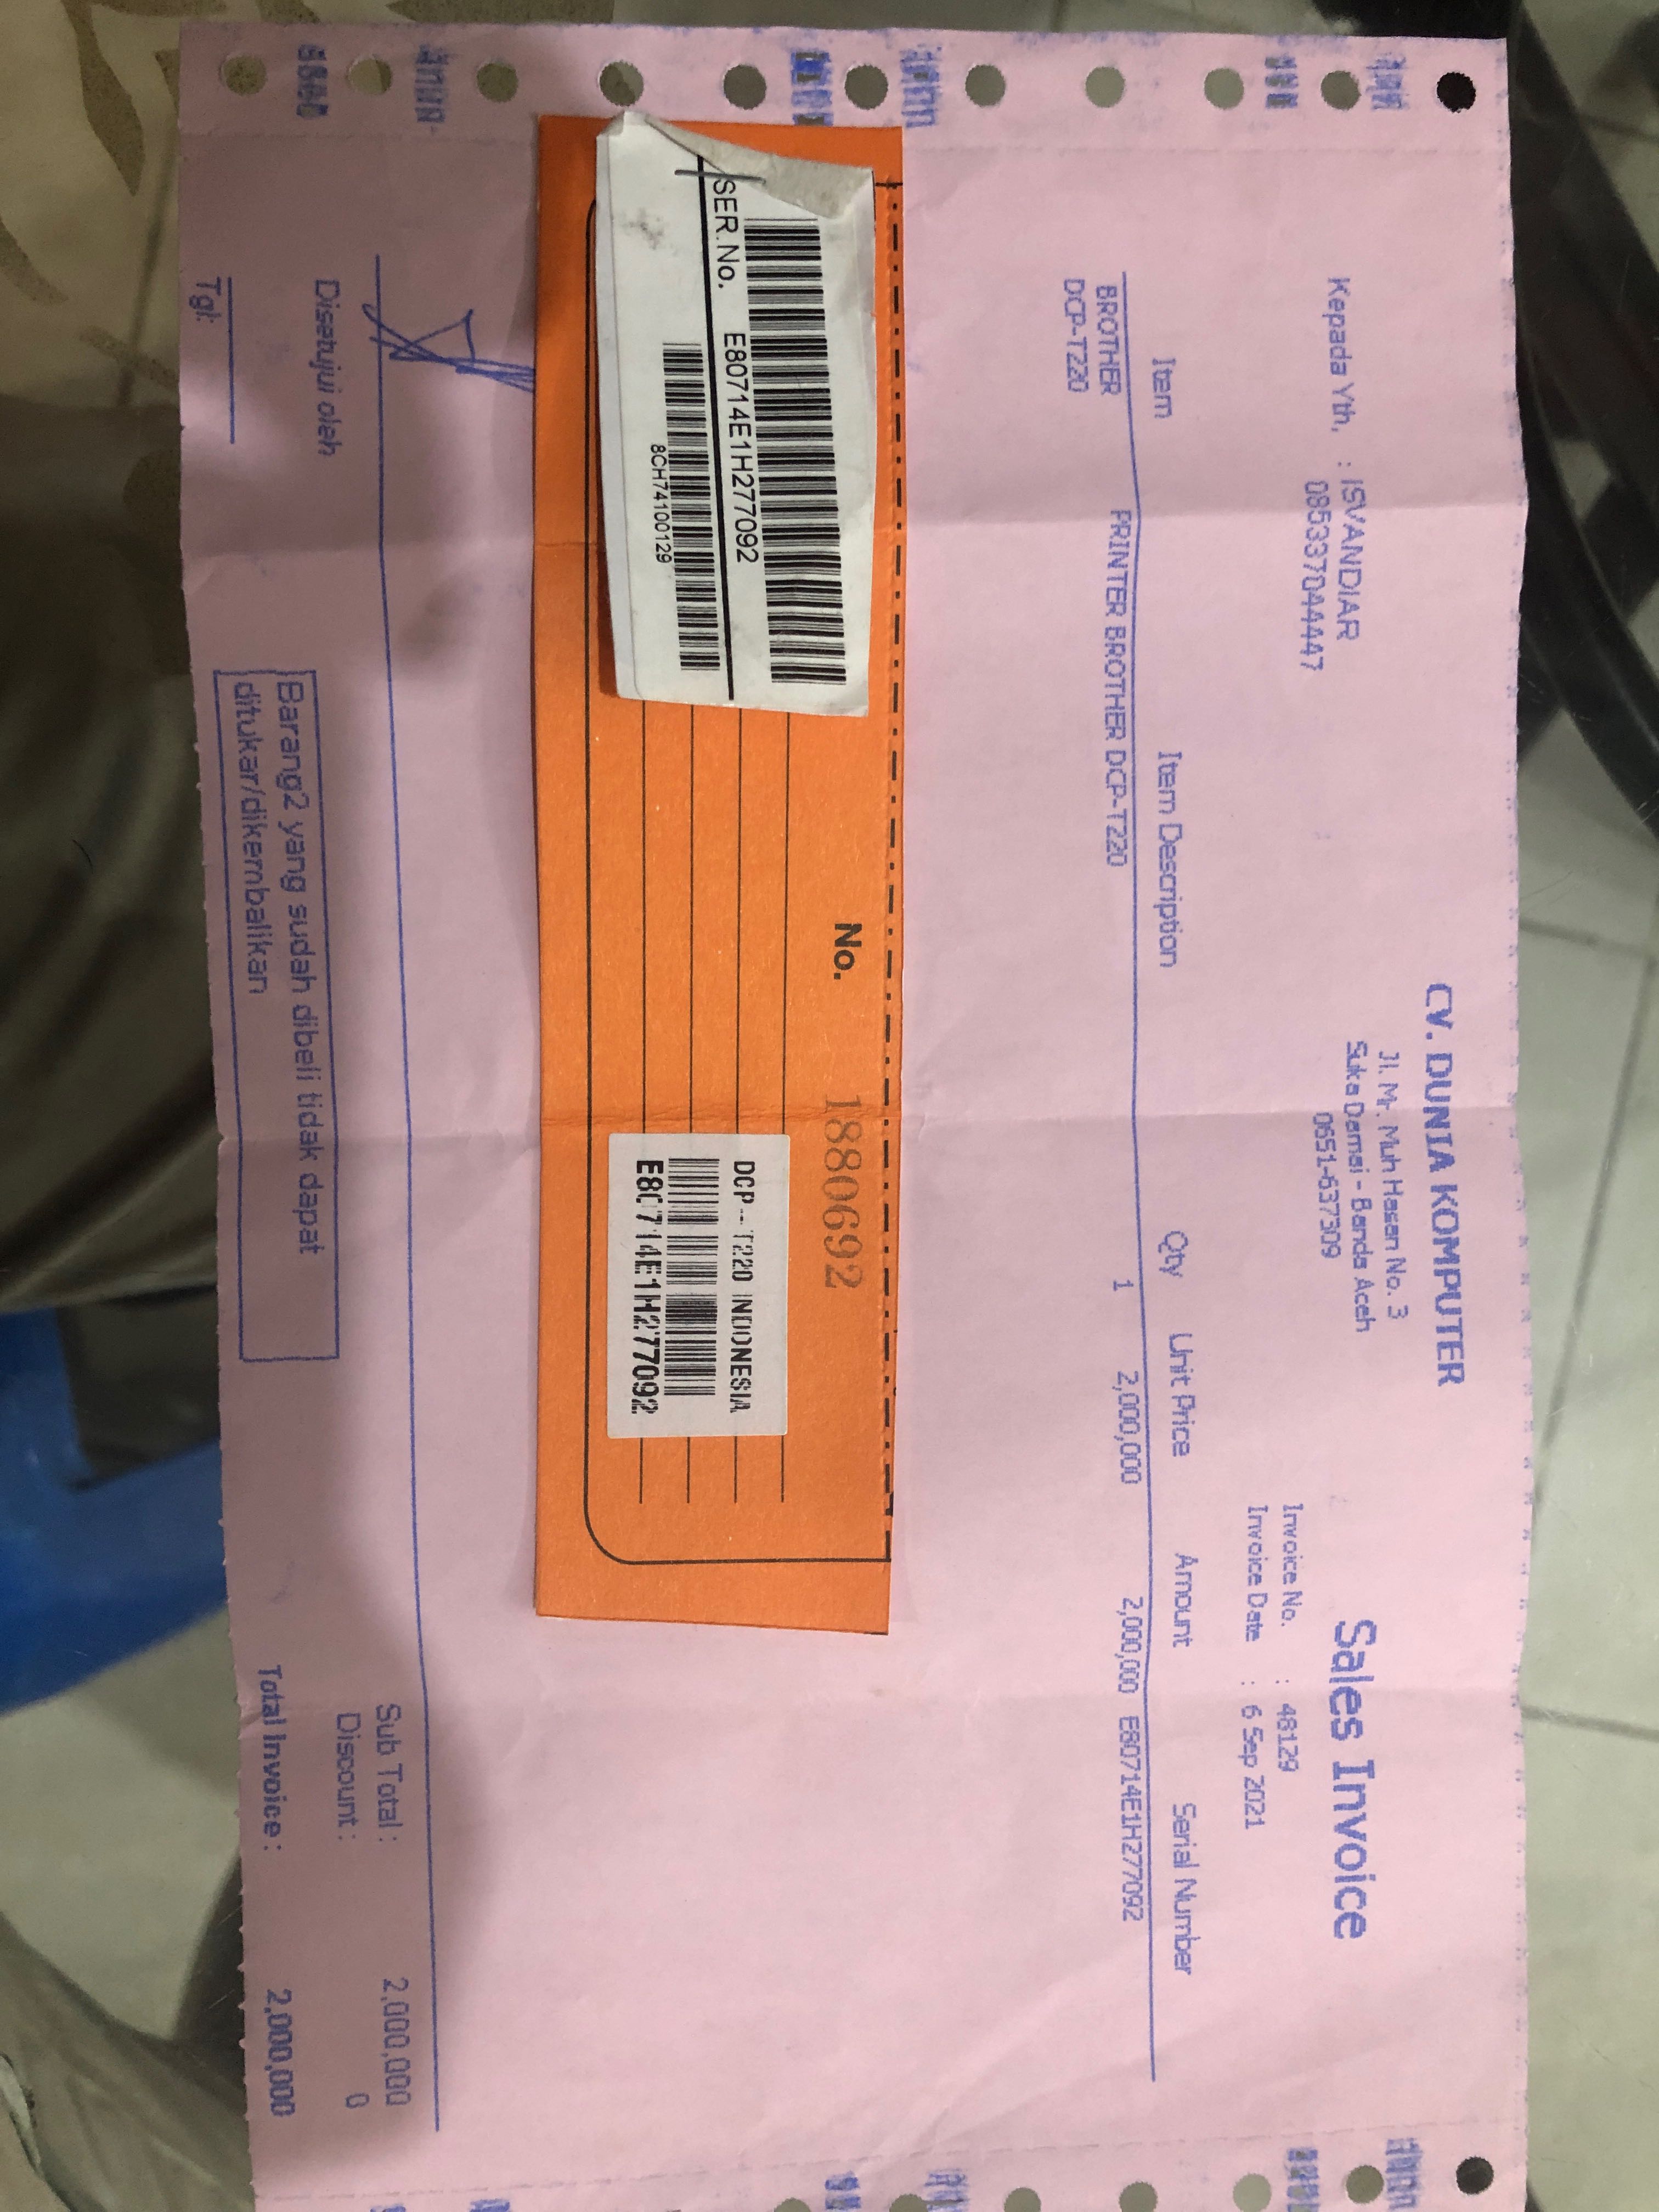 CV. DUNIA KOMPUTER
Jl. Mr. Muh Hasan No. 3
Suka Damai - Banda Aceh
0651-637309
Sales Invoice
Kepada Yth. : ISVANDIAR
085337044447
Invoice No. : 48129
Invoice Date : 6 Sep 2021
Item Item Description Qty Unit Price Amount Serial Number
BROTHER PRINTER BROTHER DCP-T220 1 2,000,000 2,000,000 E80714E1H277092
DCP-T220
No. 1880692
SER.No. E80714E1H277092
8CH74100129
DCP-T220 INDONESIA
E80714E1H277092
Sub Total : 2,000,000
Discount : 0
Total Invoice : 2,000,000
Disetujui oleh
Tgl:
Barang2 yang sudah dibeli tidak dapat
ditukar/dikembalikan